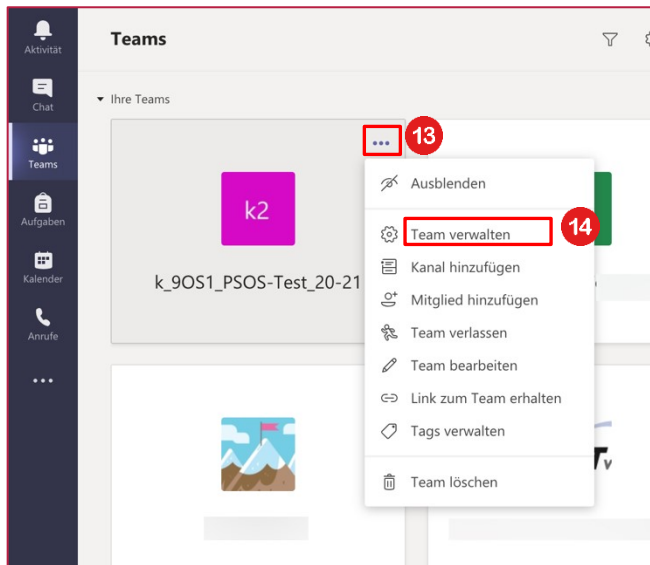 Aktivität
Chat
Teams
Aufgaben
Kalender
Anrufe
Teams
Ihre Teams
13
k2
k_9OS1_PSOS-Test_20-21
Ausblenden
Team verwalten
14
Kanal hinzufügen
Mitglied hinzufügen
Team verlassen
Team bearbeiten
Link zum Team erhalten
Tags verwalten
Team löschen